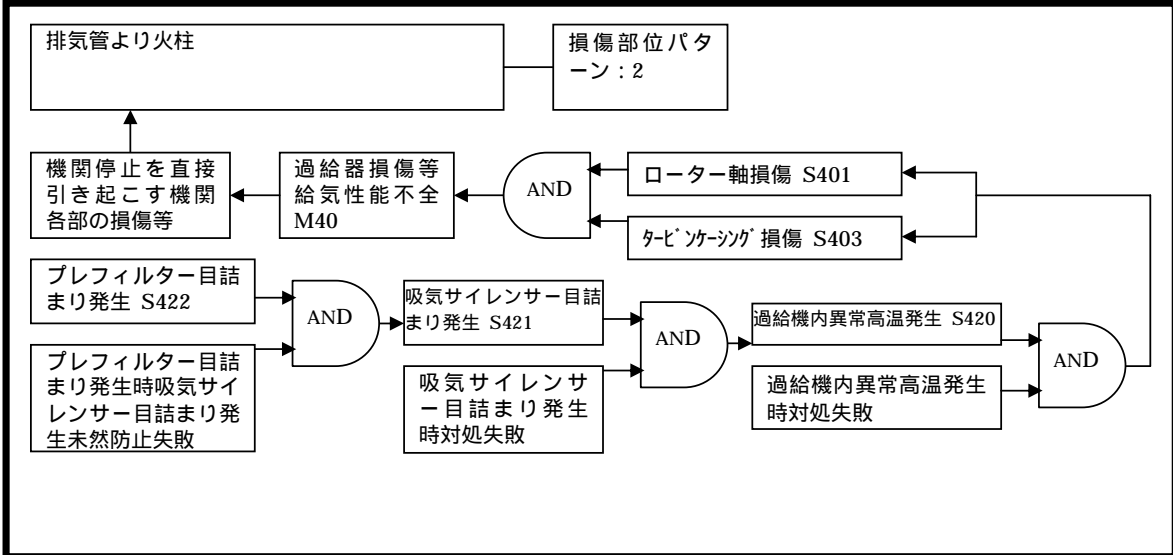 排気管より火柱
損傷部位パタ
ーン：2
機関停止を直接
引き起こす機関
各部の損傷等
過給器損傷等
給気性能不全
M40
AND
ローター軸損傷 S401
ﾀｰﾋﾞﾝｹｰｼﾝｸﾞ損傷 S403
プレフィルター目詰
まり発生 S422
プレフィルター目詰
まり発生時吸気サイ
レンサー目詰まり発
生未然防止失敗
AND
吸気サイレンサー目詰
まり発生 S421
吸気サイレンサ
ー目詰まり発生
時対処失敗
AND
過給機内異常高温発生 S420
過給機内異常高温発生
時対処失敗
AND